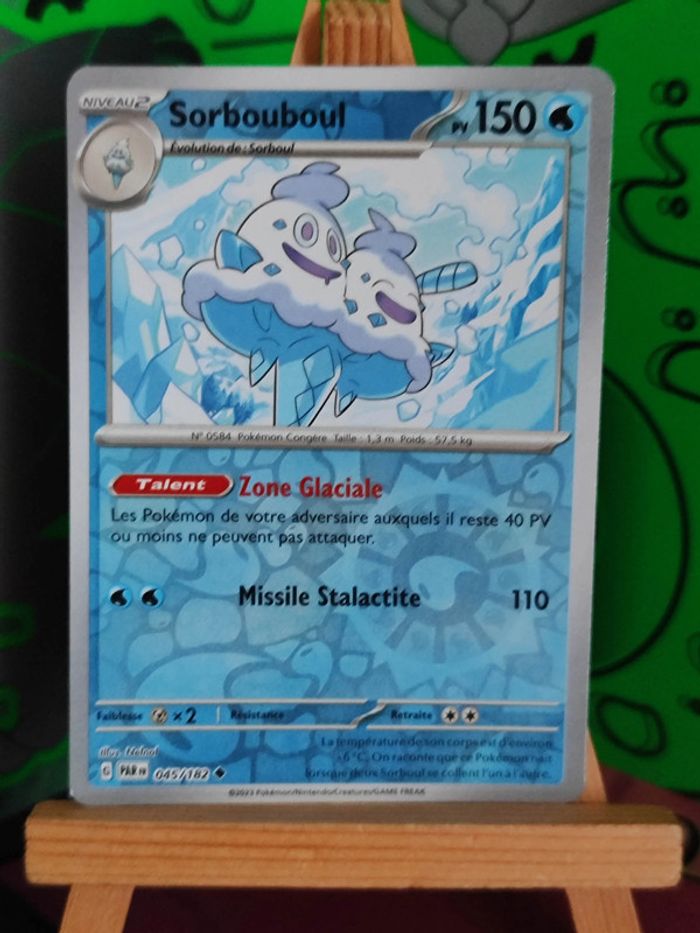 NIVEAU 2 Sorbouboul PV 150
Évolution de : Sorboul
N° 0584 Pokémon Congère Taille : 1,3 m Poids : 57,5 kg
Talent Zone Glaciale
Les Pokémon de votre adversaire auxquels il reste 40 PV
ou moins ne peuvent pas attaquer.
Missile Stalactite 110
Faiblesse ×2 Résistance Retraite
illus. Melnat
La température de son corps est d'environ
-6 °C. On raconte que ce Pokémon naît
lorsque deux Sorboul se collent l'un à l'autre.
G PAR FR 045/182
©2023 Pokémon/Nintendo/Creatures/GAME FREAK